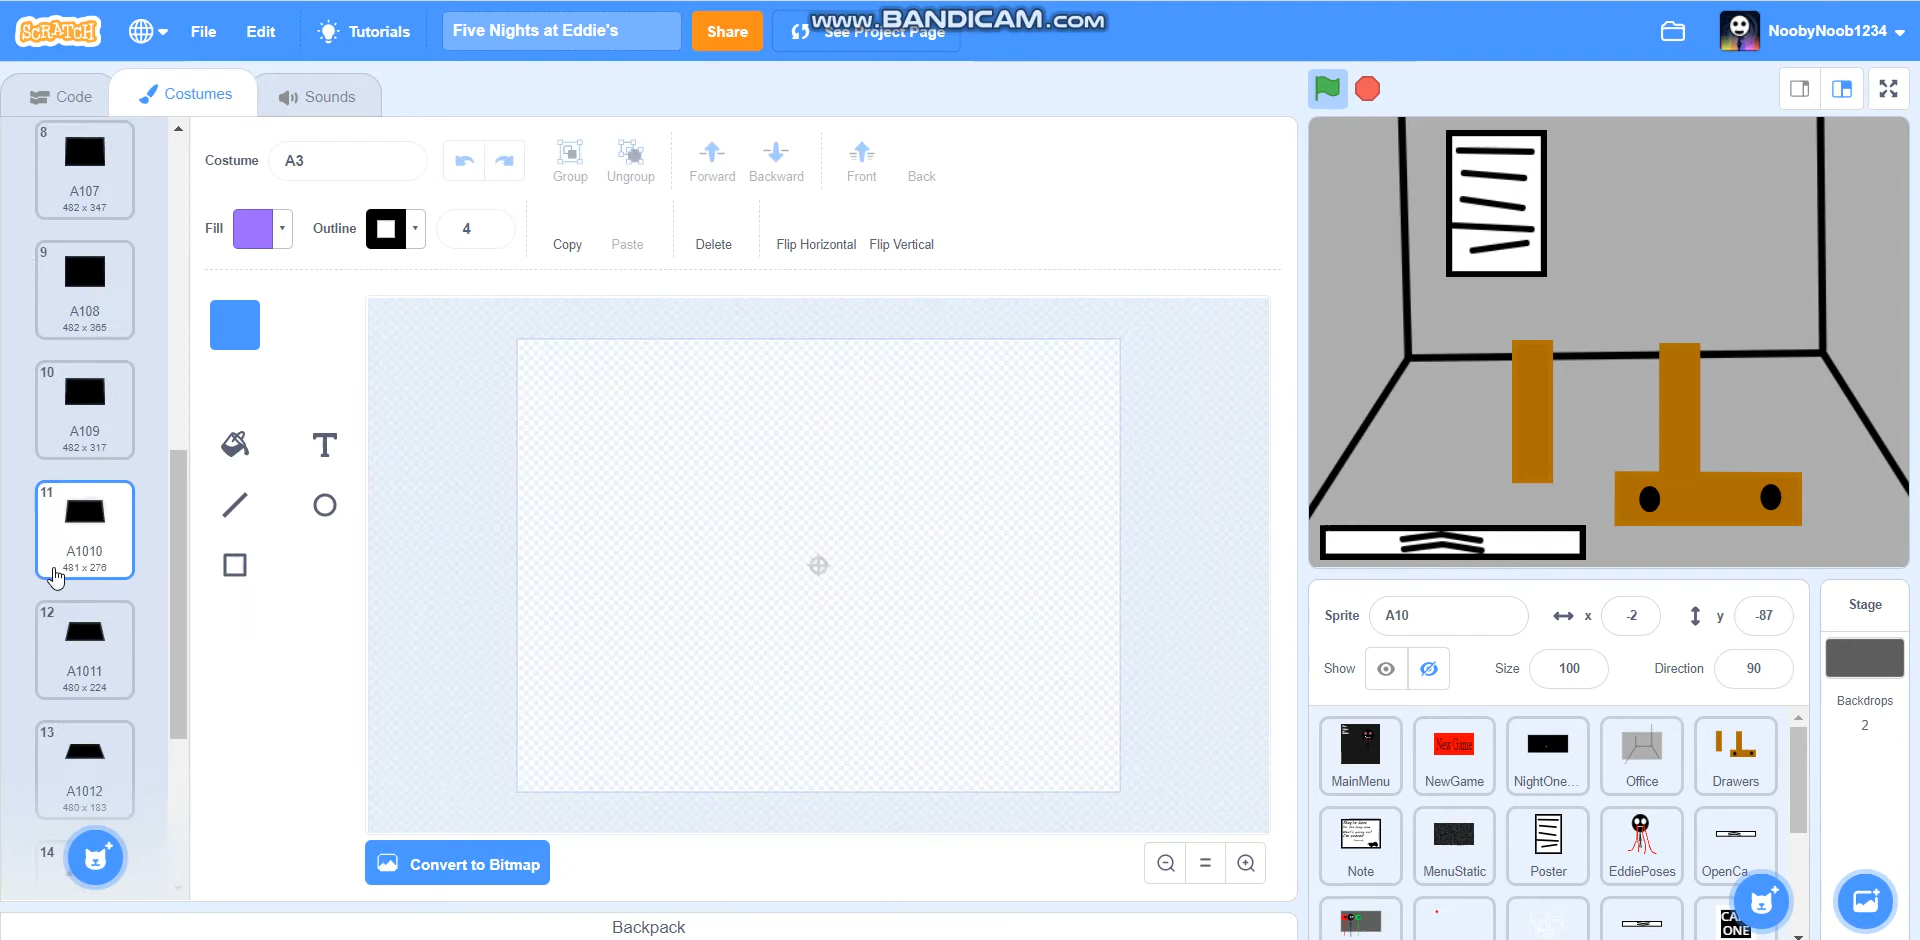 SCRATCH
File
Edit
Tutorials
Five Nights at Eddie's
Share
See Project Page
www.BANDICAM.com
NoobyNoob1234
Code
Costumes
Sounds
8
A107
482 x 347
9
A108
482 x 365
10
A109
482 x 317
11
A1010
481 x 276
12
A1011
480 x 224
13
A1012
480 x 183
14
Costume
A3
Group
Ungroup
Forward
Backward
Front
Back
Fill
Outline
4
Copy
Paste
Delete
Flip Horizontal
Flip Vertical
T
Convert to Bitmap
Backpack
Sprite
A10
x
-2
y
-87
Show
Size
100
Direction
90
Stage
Backdrops
2
New Game
MainMenu
NewGame
NightOne...
Office
Drawers
Note
MenuStatic
Poster
EddiePoses
OpenCa
ONE